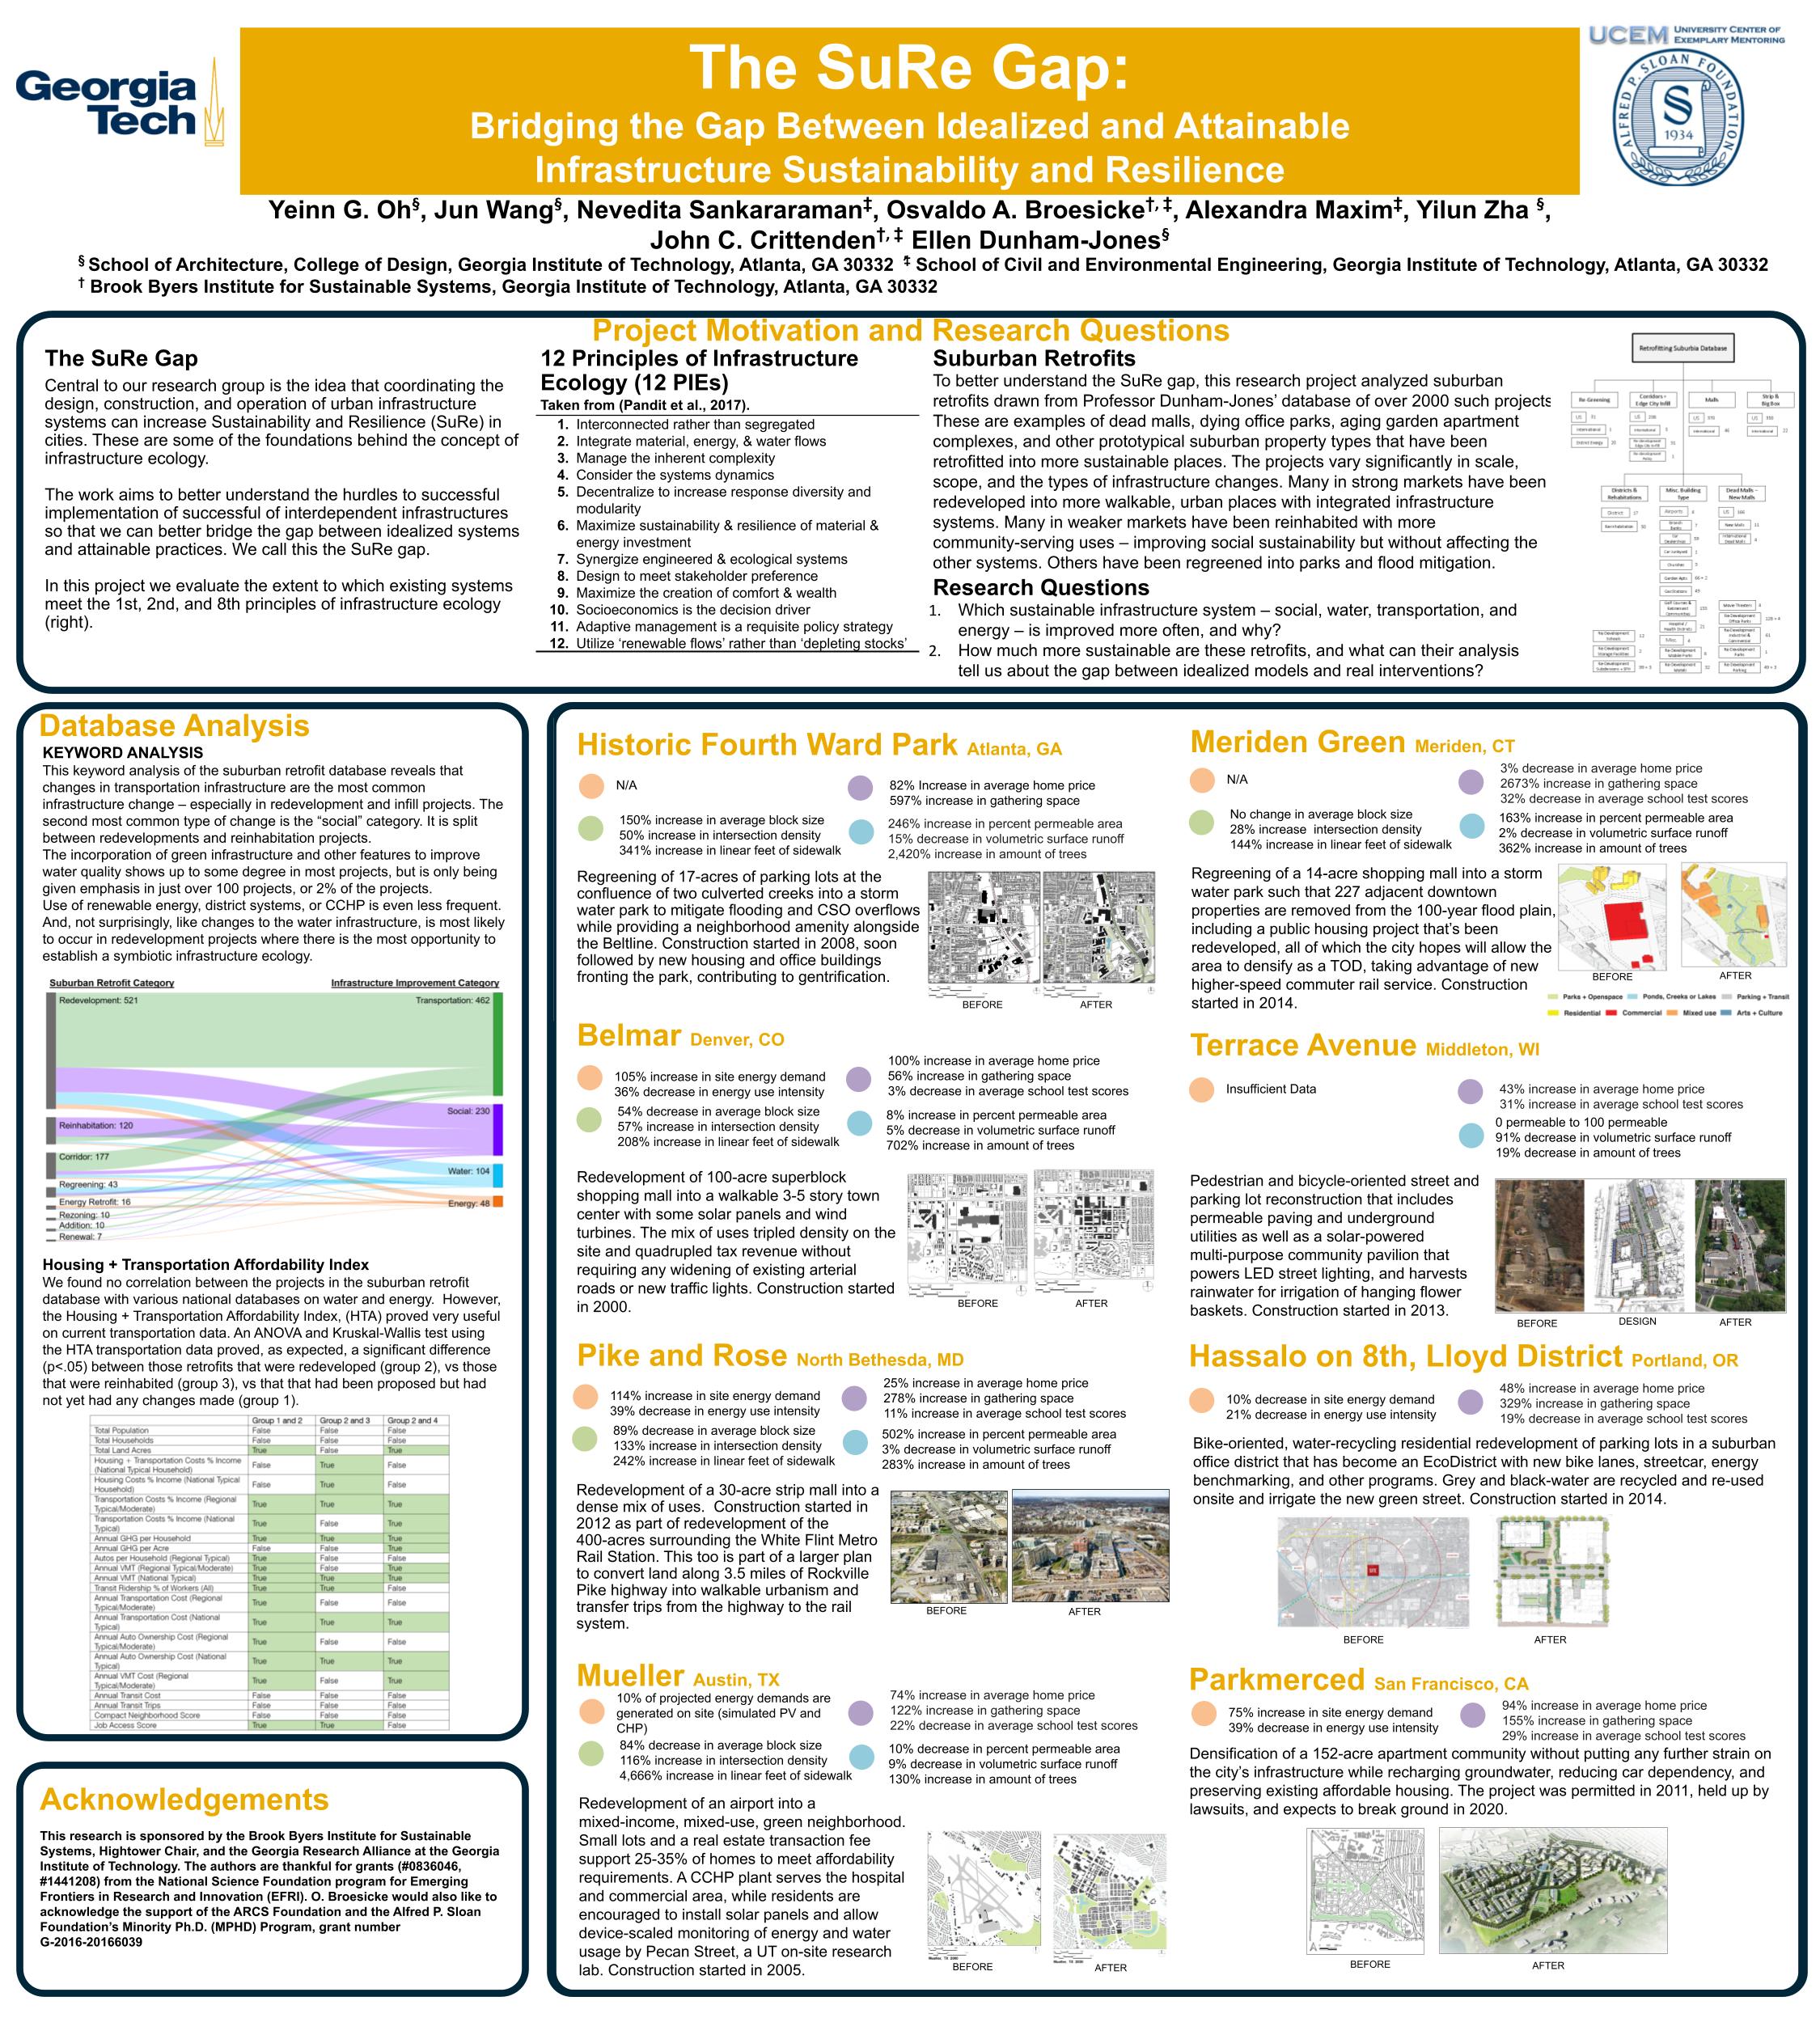 Georgia
Tech
The SuRe Gap:
Bridging the Gap Between Idealized and Attainable
Infrastructure Sustainability and Resilience
UCEM UNIVERSITY CENTER OF
EXEMPLARY MENTORING
ALFRED P. SLOAN FOUNDATION
S
1934
Yeinn G. Oh§, Jun Wang§, Nevedita Sankararaman‡, Osvaldo A. Broesicke†, ‡, Alexandra Maxim‡, Yilun Zha §,
John C. Crittenden†, ‡ Ellen Dunham-Jones§
§ School of Architecture, College of Design, Georgia Institute of Technology, Atlanta, GA 30332 ‡ School of Civil and Environmental Engineering, Georgia Institute of Technology, Atlanta, GA 30332
† Brook Byers Institute for Sustainable Systems, Georgia Institute of Technology, Atlanta, GA 30332
Project Motivation and Research Questions
The SuRe Gap
Central to our research group is the idea that coordinating the
design, construction, and operation of urban infrastructure
systems can increase Sustainability and Resilience (SuRe) in
cities. These are some of the foundations behind the concept of
infrastructure ecology.
The work aims to better understand the hurdles to successful
implementation of successful of interdependent infrastructures
so that we can better bridge the gap between idealized systems
and attainable practices. We call this the SuRe gap.
In this project we evaluate the extent to which existing systems
meet the 1st, 2nd, and 8th principles of infrastructure ecology
(right).
12 Principles of Infrastructure
Ecology (12 PIEs)
Taken from (Pandit et al., 2017).
1. Interconnected rather than segregated
2. Integrate material, energy, & water flows
3. Manage the inherent complexity
4. Consider the systems dynamics
5. Decentralize to increase response diversity and
modularity
6. Maximize sustainability & resilience of material &
energy investment
7. Synergize engineered & ecological systems
8. Design to meet stakeholder preference
9. Maximize the creation of comfort & wealth
10. Socioeconomics is the decision driver
11. Adaptive management is a requisite policy strategy
12. Utilize ‘renewable flows’ rather than ‘depleting stocks’
Suburban Retrofits
To better understand the SuRe gap, this research project analyzed suburban
retrofits drawn from Professor Dunham-Jones’ database of over 2000 such projects
These are examples of dead malls, dying office parks, aging garden apartment
complexes, and other prototypical suburban property types that have been
retrofitted into more sustainable places. The projects vary significantly in scale,
scope, and the types of infrastructure changes. Many in strong markets have been
redeveloped into more walkable, urban places with integrated infrastructure
systems. Many in weaker markets have been reinhabited with more
community-serving uses – improving social sustainability but without affecting the
other systems. Others have been regreened into parks and flood mitigation.
Research Questions
1. Which sustainable infrastructure system – social, water, transportation, and
energy – is improved more often, and why?
2. How much more sustainable are these retrofits, and what can their analysis
tell us about the gap between idealized models and real interventions?
Retrofitting Suburbia Database
Re-Greening
Corridors –
Edge City Infill
Malls
Strip &
Big Box
Districts &
Rehabilitations
Misc. Building
Type
Dead Malls –
New Malls
Database Analysis
KEYWORD ANALYSIS
This keyword analysis of the suburban retrofit database reveals that
changes in transportation infrastructure are the most common
infrastructure change – especially in redevelopment and infill projects. The
second most common type of change is the “social” category. It is split
between redevelopments and reinhabitation projects.
The incorporation of green infrastructure and other features to improve
water quality shows up to some degree in most projects, but is only being
given emphasis in just over 100 projects, or 2% of the projects.
Use of renewable energy, district systems, or CCHP is even less frequent.
And, not surprisingly, like changes to the water infrastructure, is most likely
to occur in redevelopment projects where there is the most opportunity to
establish a symbiotic infrastructure ecology.
Suburban Retrofit Category
Infrastructure Improvement Category
Redevelopment: 521
Transportation: 462
Social: 230
Reinhabitation: 120
Corridor: 177
Water: 104
Regreening: 43
Energy Retrofit: 16
Energy: 48
Rezoning: 10
Addition: 10
Renewal: 7
Housing + Transportation Affordability Index
We found no correlation between the projects in the suburban retrofit
database with various national databases on water and energy. However,
the Housing + Transportation Affordability Index, (HTA) proved very useful
on current transportation data. An ANOVA and Kruskal-Wallis test using
the HTA transportation data proved, as expected, a significant difference
(p<.05) between those retrofits that were redeveloped (group 2), vs those
that were reinhabited (group 3), vs that that had been proposed but had
not yet had any changes made (group 1).
Group 1 and 2 Group 2 and 3 Group 2 and 4
Total Population False False False
Total Households False False False
Total Land Acres True False True
Housing + Transportation Costs % Income
(National Typical Household) False True False
Housing Costs % Income (National Typical
Household) False True False
Transportation Costs % Income (Regional
Typical/Moderate) True True True
Transportation Costs % Income (National
Typical) True False True
Annual GHG per Household True True True
Annual GHG per Acre False False True
Autos per Household (Regional Typical) True False False
Annual VMT (Regional Typical/Moderate) True False True
Annual VMT (National Typical) True True True
Transit Ridership % of Workers (All) True True False
Annual Transportation Cost (Regional
Typical/Moderate) True False False
Annual Transportation Cost (National
Typical) True True True
Annual Auto Ownership Cost (Regional
Typical/Moderate) True False False
Annual Auto Ownership Cost (National
Typical) True True True
Annual VMT Cost (Regional
Typical/Moderate) True False True
Annual Transit Cost False False False
Annual Transit Trips False False False
Compact Neighborhood Score False False False
Job Access Score True True False
Acknowledgements
This research is sponsored by the Brook Byers Institute for Sustainable
Systems, Hightower Chair, and the Georgia Research Alliance at the Georgia
Institute of Technology. The authors are thankful for grants (#0836046,
#1441208) from the National Science Foundation program for Emerging
Frontiers in Research and Innovation (EFRI). O. Broesicke would also like to
acknowledge the support of the ARCS Foundation and the Alfred P. Sloan
Foundation’s Minority Ph.D. (MPHD) Program, grant number
G-2016-20166039
Historic Fourth Ward Park Atlanta, GA
N/A
82% Increase in average home price
597% increase in gathering space
150% increase in average block size
50% increase in intersection density
341% increase in linear feet of sidewalk
246% increase in percent permeable area
15% decrease in volumetric surface runoff
2,420% increase in amount of trees
Regreening of 17-acres of parking lots at the
confluence of two culverted creeks into a storm
water park to mitigate flooding and CSO overflows
while providing a neighborhood amenity alongside
the Beltline. Construction started in 2008, soon
followed by new housing and office buildings
fronting the park, contributing to gentrification.
BEFORE
AFTER
Belmar Denver, CO
105% increase in site energy demand
36% decrease in energy use intensity
100% increase in average home price
56% increase in gathering space
3% decrease in average school test scores
54% decrease in average block size
57% increase in intersection density
208% increase in linear feet of sidewalk
8% increase in percent permeable area
5% decrease in volumetric surface runoff
702% increase in amount of trees
Redevelopment of 100-acre superblock
shopping mall into a walkable 3-5 story town
center with some solar panels and wind
turbines. The mix of uses tripled density on the
site and quadrupled tax revenue without
requiring any widening of existing arterial
roads or new traffic lights. Construction started
in 2000.
BEFORE
AFTER
Pike and Rose North Bethesda, MD
114% increase in site energy demand
39% decrease in energy use intensity
25% increase in average home price
278% increase in gathering space
11% increase in average school test scores
89% decrease in average block size
133% increase in intersection density
242% increase in linear feet of sidewalk
502% increase in percent permeable area
3% decrease in volumetric surface runoff
283% increase in amount of trees
Redevelopment of a 30-acre strip mall into a
dense mix of uses. Construction started in
2012 as part of redevelopment of the
400-acres surrounding the White Flint Metro
Rail Station. This too is part of a larger plan
to convert land along 3.5 miles of Rockville
Pike highway into walkable urbanism and
transfer trips from the highway to the rail
system.
BEFORE
AFTER
Mueller Austin, TX
10% of projected energy demands are
generated on site (simulated PV and
CHP)
74% increase in average home price
122% increase in gathering space
22% decrease in average school test scores
84% decrease in average block size
116% increase in intersection density
4,666% increase in linear feet of sidewalk
10% decrease in percent permeable area
9% decrease in volumetric surface runoff
130% increase in amount of trees
Redevelopment of an airport into a
mixed-income, mixed-use, green neighborhood.
Small lots and a real estate transaction fee
support 25-35% of homes to meet affordability
requirements. A CCHP plant serves the hospital
and commercial area, while residents are
encouraged to install solar panels and allow
device-scaled monitoring of energy and water
usage by Pecan Street, a UT on-site research
lab. Construction started in 2005.
BEFORE
AFTER
Meriden Green Meriden, CT
N/A
3% decrease in average home price
2673% increase in gathering space
32% decrease in average school test scores
No change in average block size
28% increase intersection density
144% increase in linear feet of sidewalk
163% increase in percent permeable area
2% decrease in volumetric surface runoff
362% increase in amount of trees
Regreening of a 14-acre shopping mall into a storm
water park such that 227 adjacent downtown
properties are removed from the 100-year flood plain,
including a public housing project that’s been
redeveloped, all of which the city hopes will allow the
area to densify as a TOD, taking advantage of new
higher-speed commuter rail service. Construction
started in 2014.
BEFORE
AFTER
Parks + Openspace Ponds, Creeks or Lakes Parking + Transit
Residential Commercial Mixed use Arts + Culture
Terrace Avenue Middleton, WI
Insufficient Data
43% increase in average home price
31% increase in average school test scores
0 permeable to 100 permeable
91% decrease in volumetric surface runoff
19% decrease in amount of trees
Pedestrian and bicycle-oriented street and
parking lot reconstruction that includes
permeable paving and underground
utilities as well as a solar-powered
multi-purpose community pavilion that
powers LED street lighting, and harvests
rainwater for irrigation of hanging flower
baskets. Construction started in 2013.
BEFORE
DESIGN
AFTER
Hassalo on 8th, Lloyd District Portland, OR
10% decrease in site energy demand
21% decrease in energy use intensity
48% increase in average home price
329% increase in gathering space
19% decrease in average school test scores
Bike-oriented, water-recycling residential redevelopment of parking lots in a suburban
office district that has become an EcoDistrict with new bike lanes, streetcar, energy
benchmarking, and other programs. Grey and black-water are recycled and re-used
onsite and irrigate the new green street. Construction started in 2014.
BEFORE
AFTER
Parkmerced San Francisco, CA
75% increase in site energy demand
39% decrease in energy use intensity
94% increase in average home price
155% increase in gathering space
29% increase in average school test scores
Densification of a 152-acre apartment community without putting any further strain on
the city’s infrastructure while recharging groundwater, reducing car dependency, and
preserving existing affordable housing. The project was permitted in 2011, held up by
lawsuits, and expects to break ground in 2020.
BEFORE
AFTER